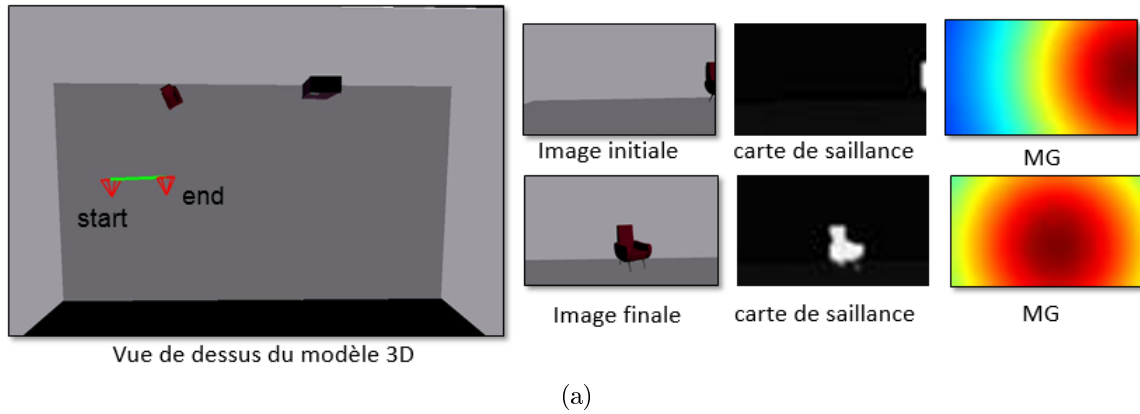 start
end
Vue de dessus du modèle 3D
Image initiale
carte de saillance
MG
Image finale
carte de saillance
MG
(a)